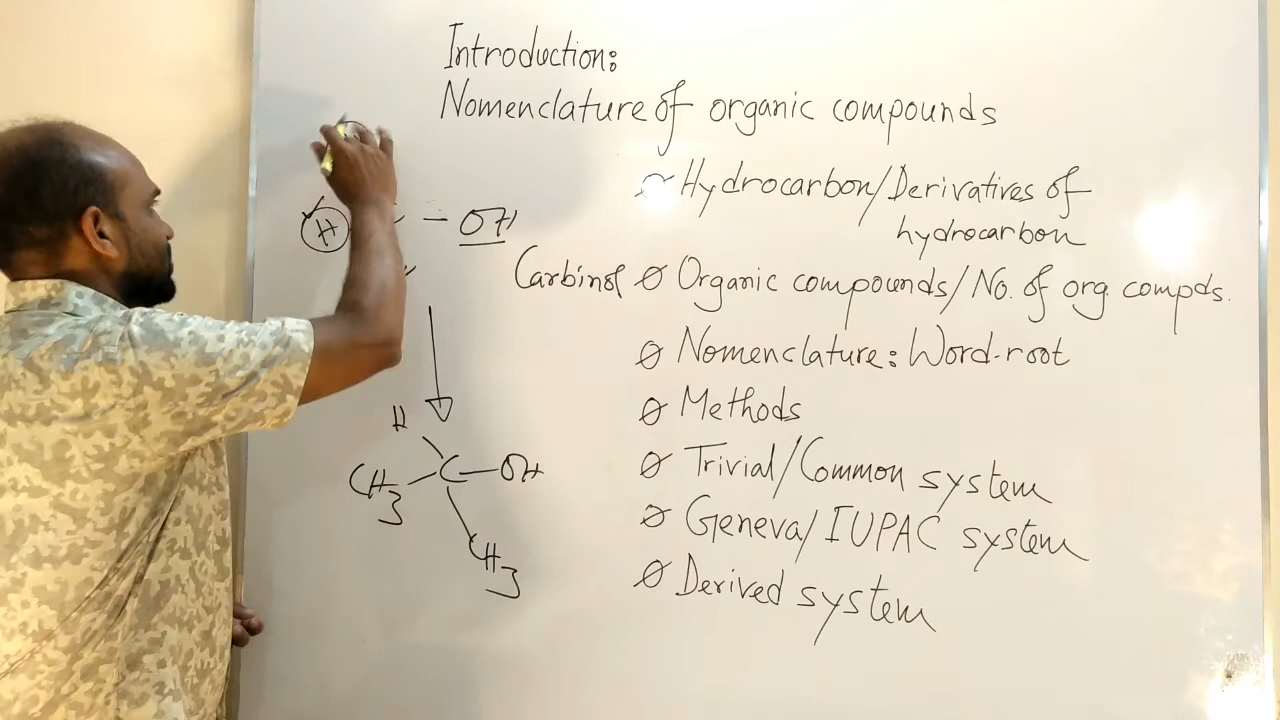 Introduction:
Nomenclature of organic compounds
Hydrocarbon/Derivatives of
hydrocarbon
Carbinol Ø Organic compounds/No. of org. compds.
Ø Nomenclature: Word-root
Ø Methods
Ø Trivial/Common system
Ø Geneva/IUPAC system
Ø Derived system
H
– OH
H
C – OH
CH3
CH3